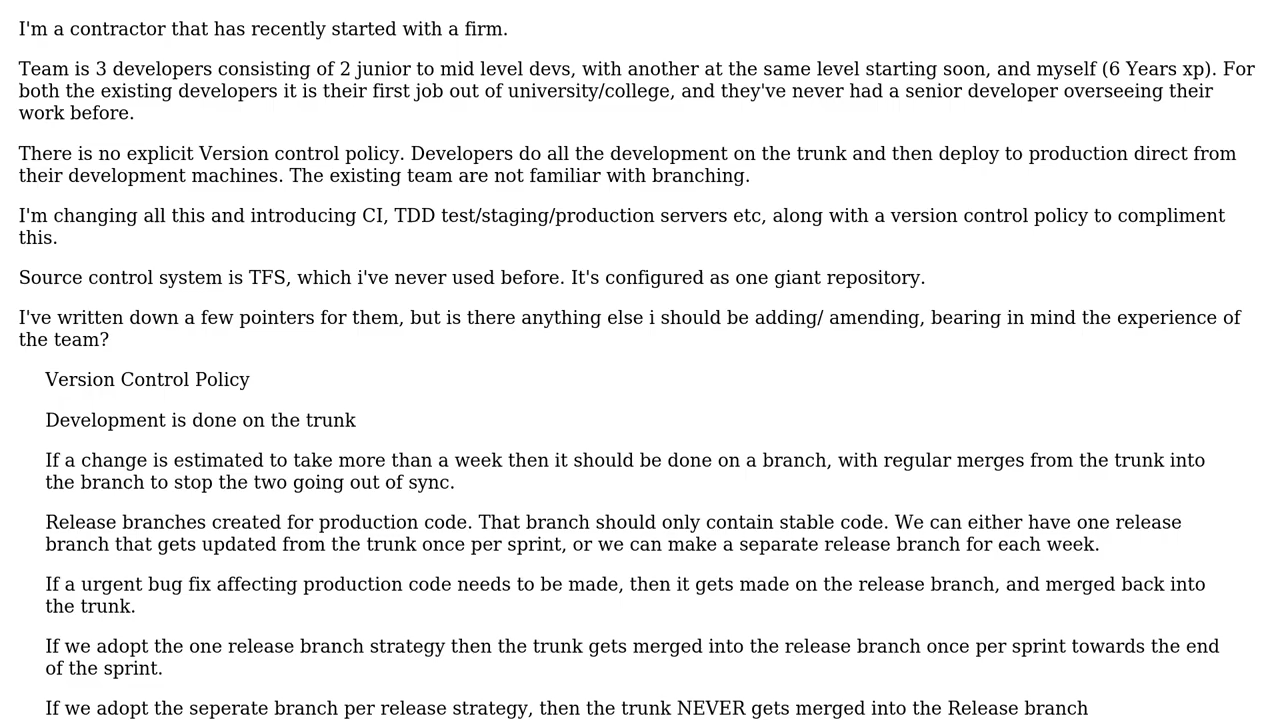 I'm a contractor that has recently started with a firm.
Team is 3 developers consisting of 2 junior to mid level devs, with another at the same level starting soon, and myself (6 Years xp). For
both the existing developers it is their first job out of university/college, and they've never had a senior developer overseeing their
work before.
There is no explicit Version control policy. Developers do all the development on the trunk and then deploy to production direct from
their development machines. The existing team are not familiar with branching.
I'm changing all this and introducing CI, TDD test/staging/production servers etc, along with a version control policy to compliment
this.
Source control system is TFS, which i've never used before. It's configured as one giant repository.
I've written down a few pointers for them, but is there anything else i should be adding/ amending, bearing in mind the experience of
the team?
Version Control Policy
Development is done on the trunk
If a change is estimated to take more than a week then it should be done on a branch, with regular merges from the trunk into
the branch to stop the two going out of sync.
Release branches created for production code. That branch should only contain stable code. We can either have one release
branch that gets updated from the trunk once per sprint, or we can make a separate release branch for each week.
If a urgent bug fix affecting production code needs to be made, then it gets made on the release branch, and merged back into
the trunk.
If we adopt the one release branch strategy then the trunk gets merged into the release branch once per sprint towards the end
of the sprint.
If we adopt the seperate branch per release strategy, then the trunk NEVER gets merged into the Release branch